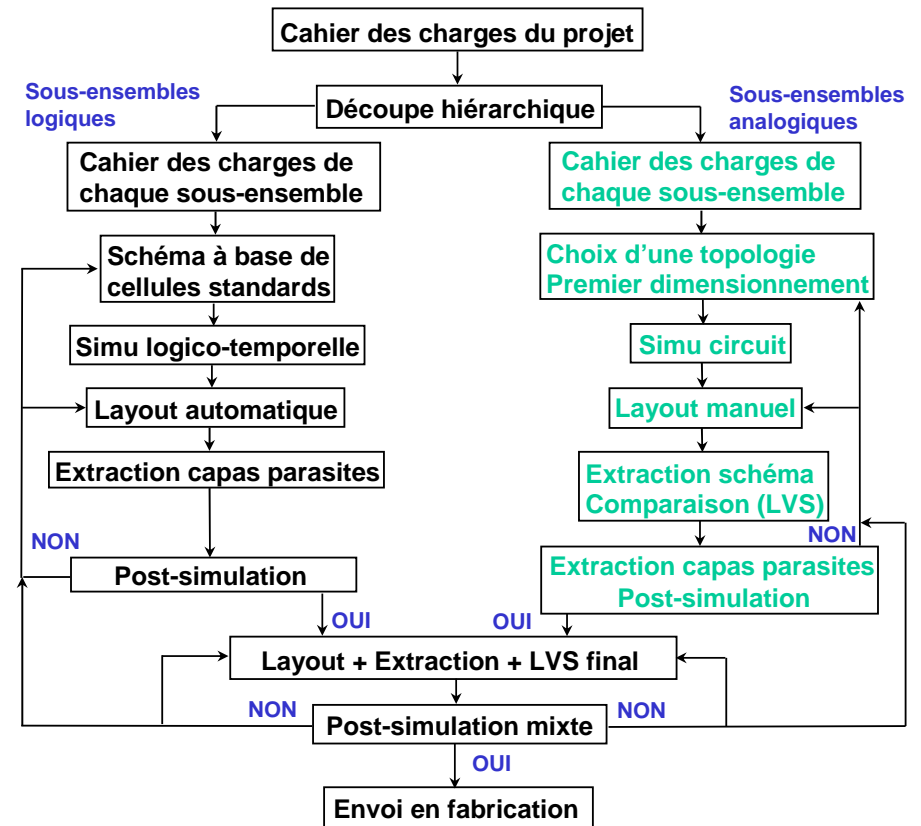 Cahier des charges du projet
Découpe hiérarchique
Sous-ensembles
logiques
Cahier des charges de
chaque sous-ensemble
Schéma à base de
cellules standards
Simu logico-temporelle
Layout automatique
Extraction capas parasites
NON
Post-simulation
OUI
Sous-ensembles
analogiques
Cahier des charges de
chaque sous-ensemble
Choix d’une topologie
Premier dimensionnement
Simu circuit
Layout manuel
Extraction schéma
Comparaison (LVS)
NON
Extraction capas parasites
Post-simulation
OUI
Layout + Extraction + LVS final
NON
Post-simulation mixte
NON
OUI
Envoi en fabrication